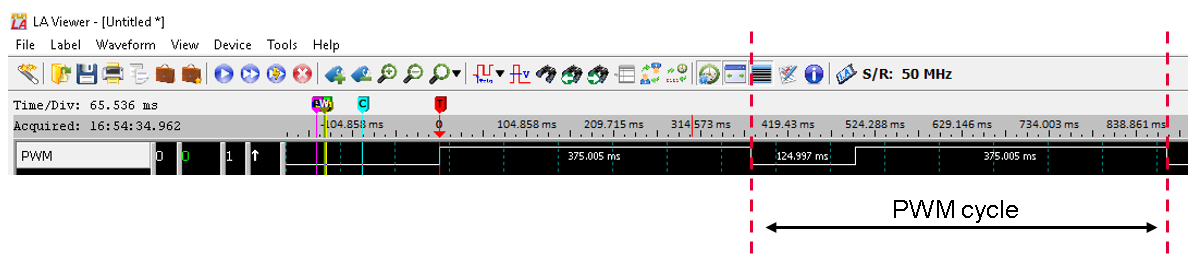 LA Viewer - [Untitled *]
File Label Waveform View Device Tools Help
S/R: 50 MHz
Time/Div: 65.536 ms
C T
Acquired: 16:54:34.962
-104.858 ms 0 104.858 ms 209.715 ms 314.573 ms 419.43 ms 524.288 ms 629.146 ms 734.003 ms 838.861 ms
PWM 0 0 1 375.005 ms 124.997 ms 375.005 ms
PWM cycle